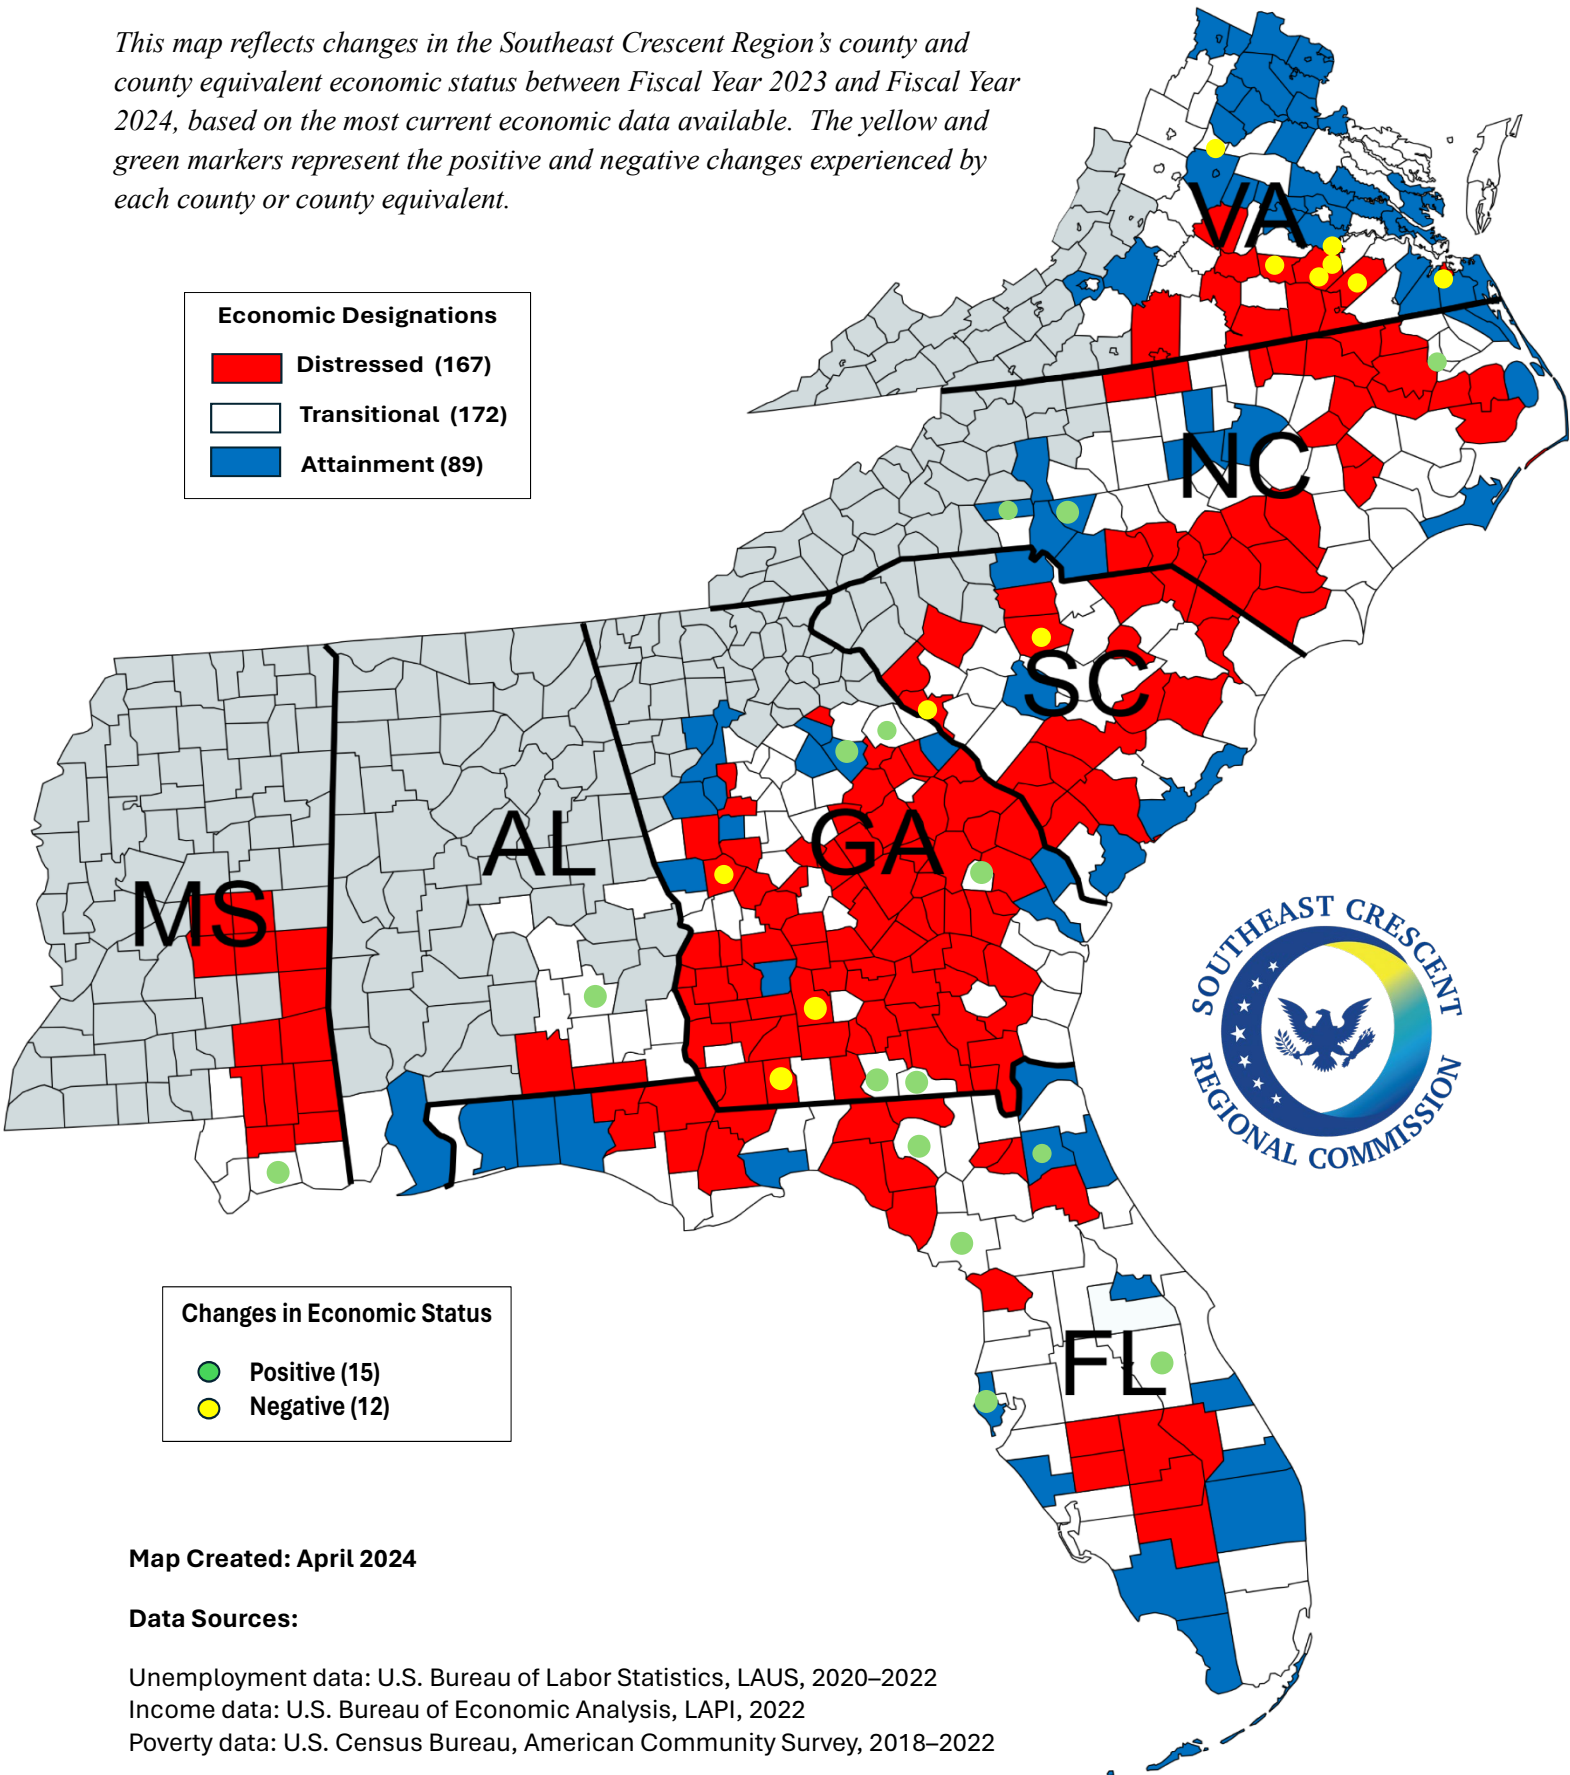 This map reflects changes in the Southeast Crescent Region’s county and
county equivalent economic status between Fiscal Year 2023 and Fiscal Year
2024, based on the most current economic data available.  The yellow and
green markers represent the positive and negative changes experienced by
each county or county equivalent.
Economic Designations
Distressed (167)
Transitional (172)
Attainment (89)
VA
NC
SC
GA
AL
MS
FL
SOUTHEAST CRESCENT
REGIONAL COMMISSION
Changes in Economic Status
Positive (15)
Negative (12)
Map Created: April 2024
Data Sources:
Unemployment data: U.S. Bureau of Labor Statistics, LAUS, 2020–2022
Income data: U.S. Bureau of Economic Analysis, LAPI, 2022
Poverty data: U.S. Census Bureau, American Community Survey, 2018–2022